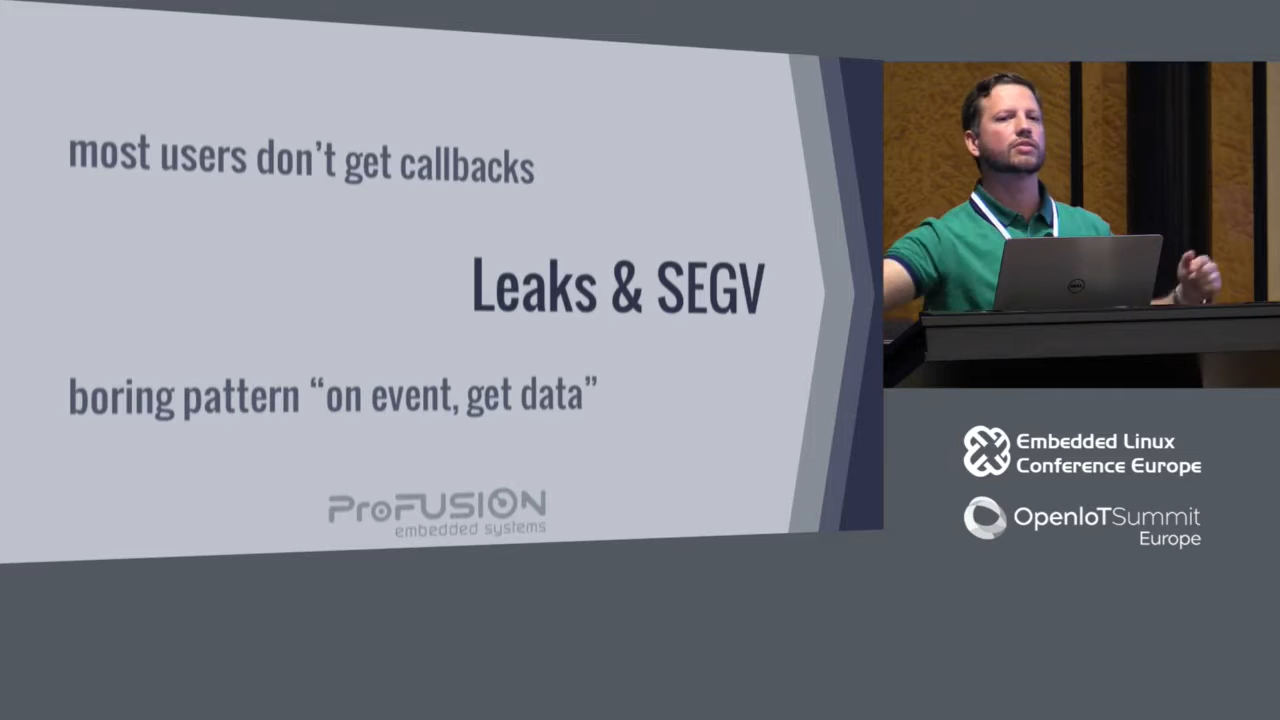 most users don't get callbacks
Leaks & SEGV
boring pattern “on event, get data”
ProFUSION
embedded systems
DELL
Embedded Linux
Conference Europe
OpenIoTSummit
Europe